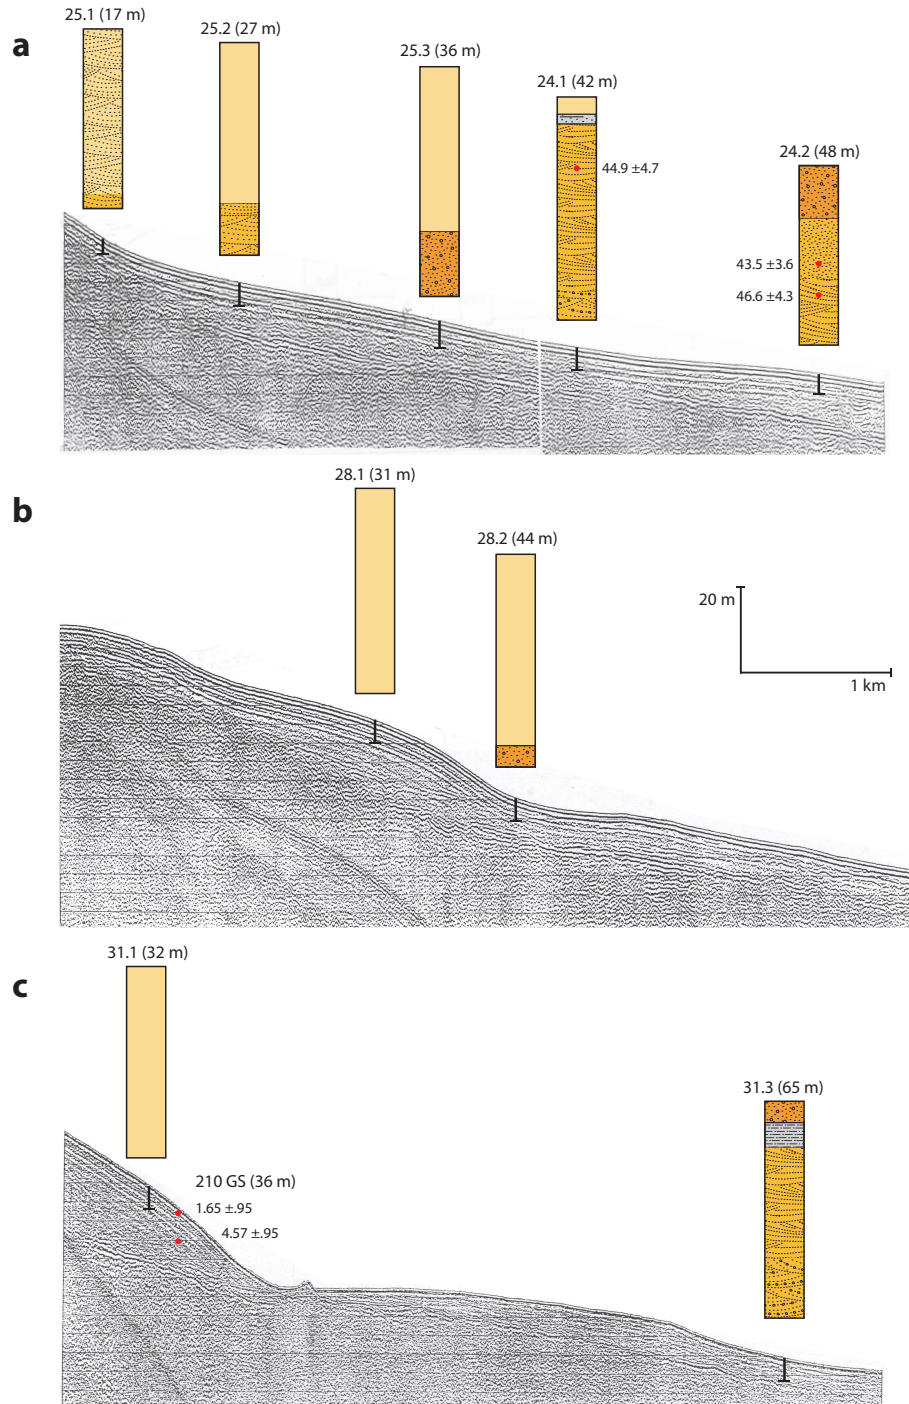 a
25.1 (17 m)
25.2 (27 m)
25.3 (36 m)
24.1 (42 m)
44.9 ±4.7
24.2 (48 m)
43.5 ±3.6
46.6 ±4.3
b
28.1 (31 m)
28.2 (44 m)
20 m
1 km
c
31.1 (32 m)
210 GS (36 m)
1.65 ±.95
4.57 ±.95
31.3 (65 m)